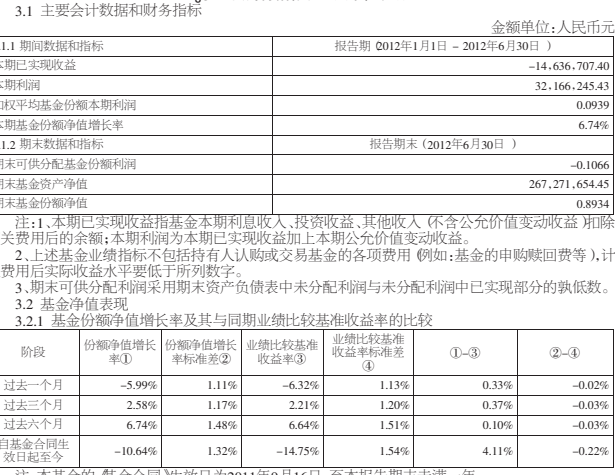 3.1 主要会计数据和财务指标
金额单位:人民币元
1.1 期间数据和指标 报告期（2012年1月1日 - 2012年6月30日 ）
本期已实现收益 -14,636,707.40
本期利润 32,166,245.43
加权平均基金份额本期利润 0.0939
本期基金份额净值增长率 6.74%
1.2 期末数据和指标 报告期末（2012年6月30日 ）
期末可供分配基金份额利润 -0.1066
期末基金资产净值 267,271,654.45
期末基金份额净值 0.8934
注:1、本期已实现收益指基金本期利息收入、投资收益、其他收入（不含公允价值变动收益）扣除
关费用后的余额;本期利润为本期已实现收益加上本期公允价值变动收益。
2、上述基金业绩指标不包括持有人认购或交易基金的各项费用（例如:基金的申购赎回费等）,计
费用后实际收益水平要低于所列数字。
3、期末可供分配利润采用期末资产负债表中未分配利润与未分配利润中已实现部分的孰低数。
3.2 基金净值表现
3.2.1 基金份额净值增长率及其与同期业绩比较基准收益率的比较
阶段 份额净值增长率① 份额净值增长率标准差② 业绩比较基准收益率③ 业绩比较基准收益率标准差④ ①-③ ②-④
过去一个月 -5.99% 1.11% -6.32% 1.13% 0.33% -0.02%
过去三个月 2.58% 1.17% 2.21% 1.20% 0.37% -0.03%
过去六个月 6.74% 1.48% 6.64% 1.51% 0.10% -0.03%
自基金合同生效日起至今 -10.64% 1.32% -14.75% 1.54% 4.11% -0.22%